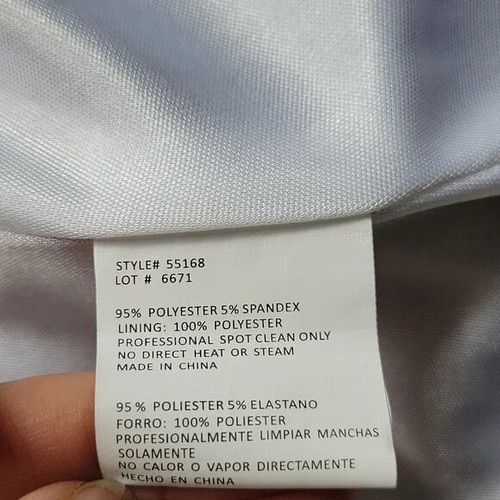 STYLE# 55168
LOT # 6671
95% POLYESTER 5% SPANDEX
LINING: 100% POLYESTER
PROFESSIONAL SPOT CLEAN ONLY
NO DIRECT HEAT OR STEAM
MADE IN CHINA
95% POLIESTER 5% ELASTANO
FORRO: 100% POLIESTER
PROFESIONALMENTE LIMPIAR MANCHAS
SOLAMENTE
NO CALOR O VAPOR DIRECTAMENTE
HECHO EN CHINA